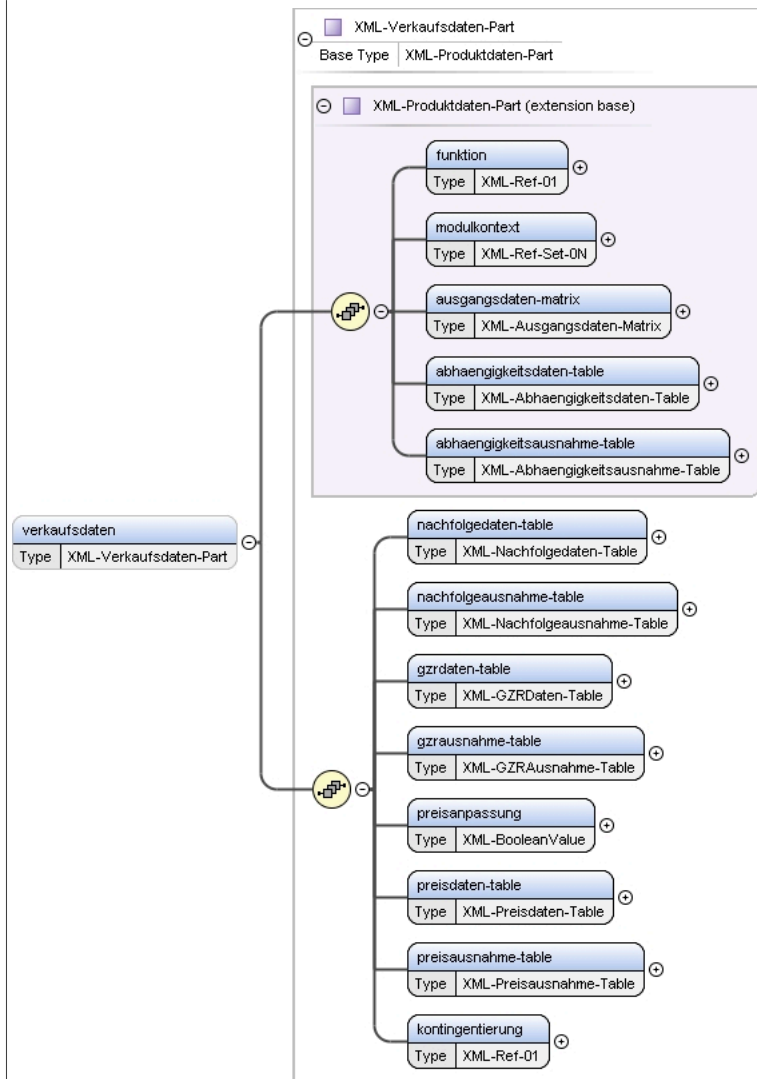 XML-Verkaufsdaten-Part
Base Type XML-Produktdaten-Part
XML-Produktdaten-Part (extension base)
funktion
Type XML-Ref-01
modulkontext
Type XML-Ref-Set-0N
ausgangsdaten-matrix
Type XML-Ausgangsdaten-Matrix
abhaengigkeitsdaten-table
Type XML-Abhaengigkeitsdaten-Table
abhaengigkeitsausnahme-table
Type XML-Abhaengigkeitsausnahme-Table
verkaufsdaten
Type XML-Verkaufsdaten-Part
nachfolgedaten-table
Type XML-Nachfolgedaten-Table
nachfolgeausnahme-table
Type XML-Nachfolgeausnahme-Table
gzrdaten-table
Type XML-GZRDaten-Table
gzrausnahme-table
Type XML-GZRAusnahme-Table
preisanpassung
Type XML-BooleanValue
preisdaten-table
Type XML-Preisdaten-Table
preisausnahme-table
Type XML-Preisausnahme-Table
kontingentierung
Type XML-Ref-01